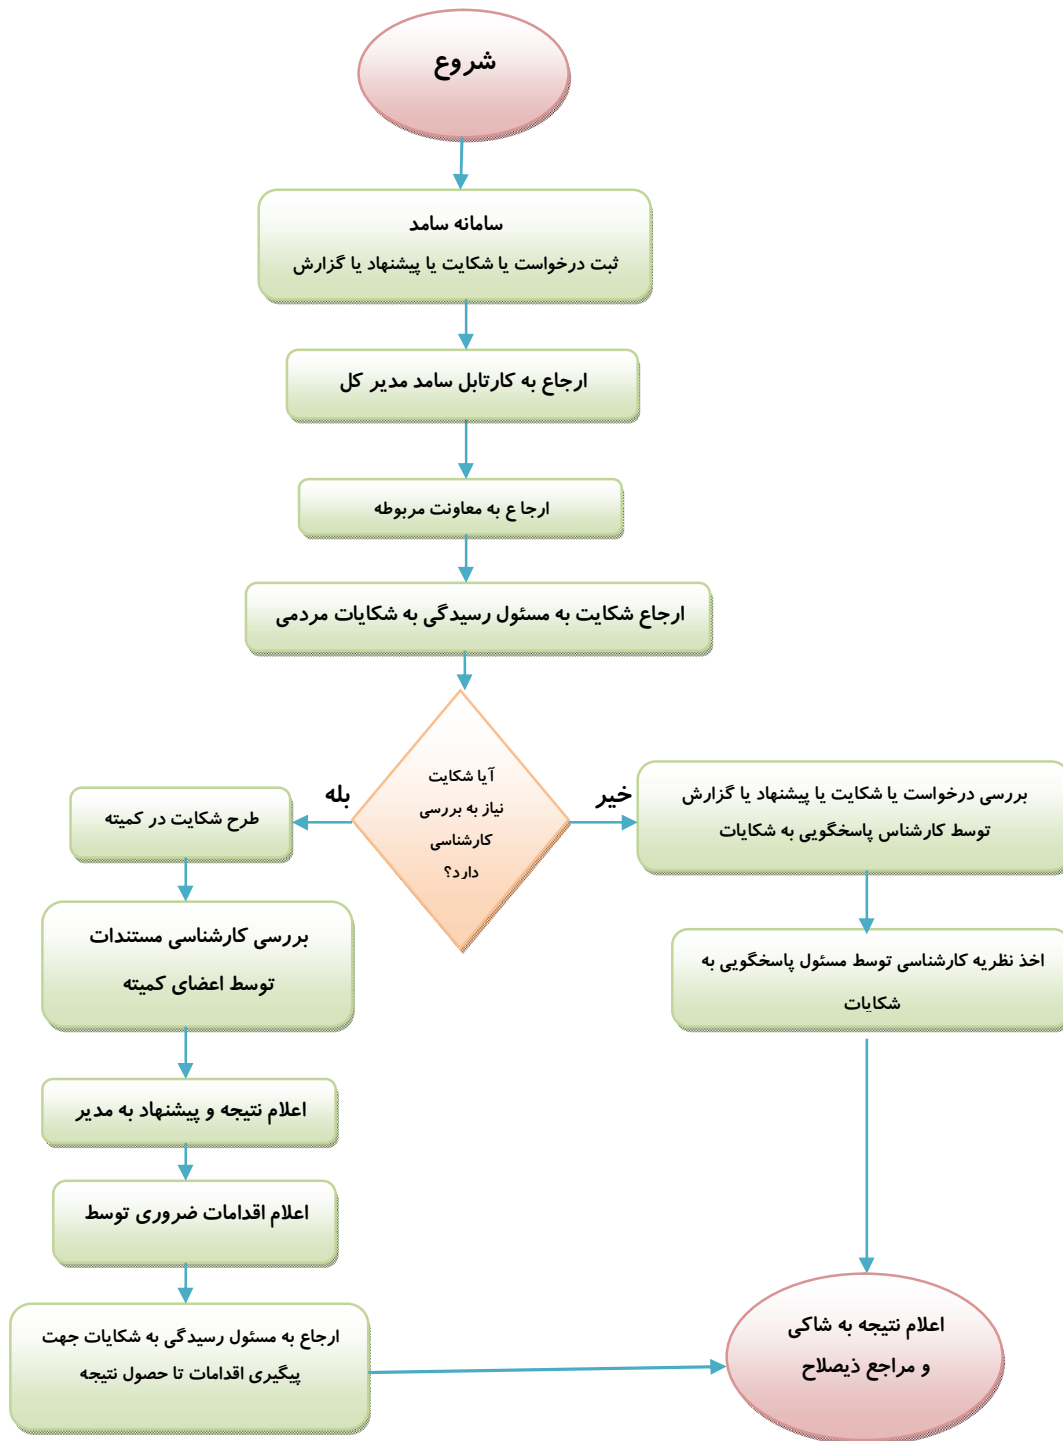 شروع
سامانه سامد
ثبت درخواست یا شکایت یا پیشنهاد یا گزارش
ارجاع به کارتابل سامد مدیر کل
ارجا ع به معاونت مربوطه
ارجاع شکایت به مسئول رسیدگی به شکایات مردمی
آیا شکایت
نیاز به بررسی
کارشناسی
دارد؟
خیر
بررسی درخواست یا شکایت یا پیشنهاد یا گزارش
توسط کارشناس پاسخگویی به شکایات
اخذ نظریه کارشناسی توسط مسئول پاسخگویی به
شکایات
بله
طرح شکایت در کمیته
بررسی کارشناسی مستندات
توسط اعضای کمیته
اعلام نتیجه و پیشنهاد به مدیر
اعلام اقدامات ضروری توسط
ارجاع به مسئول رسیدگی به شکایات جهت
پیگیری اقدامات تا حصول نتیجه
اعلام نتیجه به شاکی
و مراجع ذیصلاح